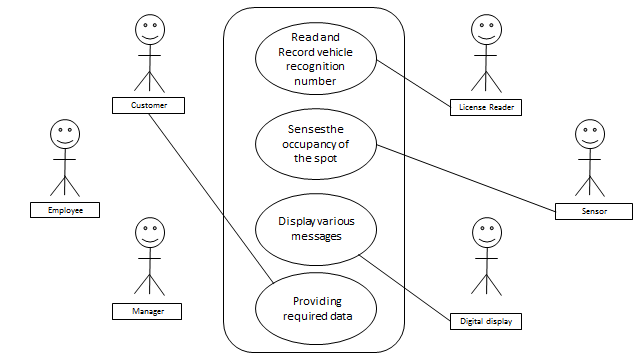 Read and
Record vehicle
recognition
number
Customer
License Reader
Sensesthe
occupancy of
the spot
Employee
Sensor
Display various
messages
Manager
Digital display
Providing
required data